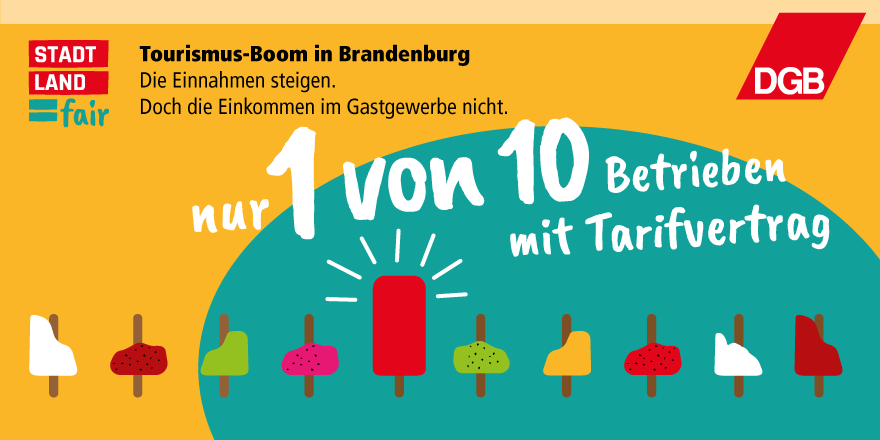 STADT
LAND
=fair
Tourismus-Boom in Brandenburg
Die Einnahmen steigen.
Doch die Einkommen im Gastgewerbe nicht.
DGB
nur 1 von 10 Betrieben
mit Tarifvertrag